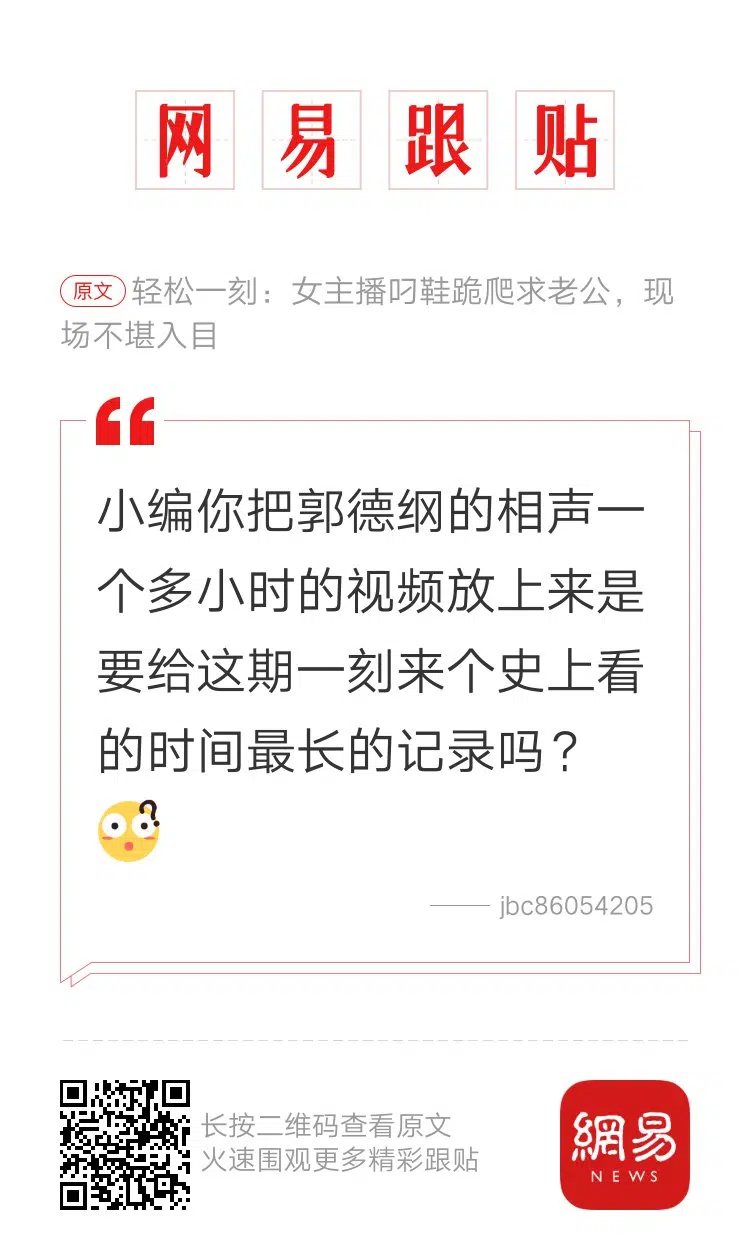 网易跟贴
原文 轻松一刻：女主播叼鞋跪爬求老公，现
场不堪入目
小编你把郭德纲的相声一
个多小时的视频放上来是
要给这期一刻来个史上看
的时间最长的记录吗？
—— jbc86054205
长按二维码查看原文
火速围观更多精彩跟贴
網易
NEWS